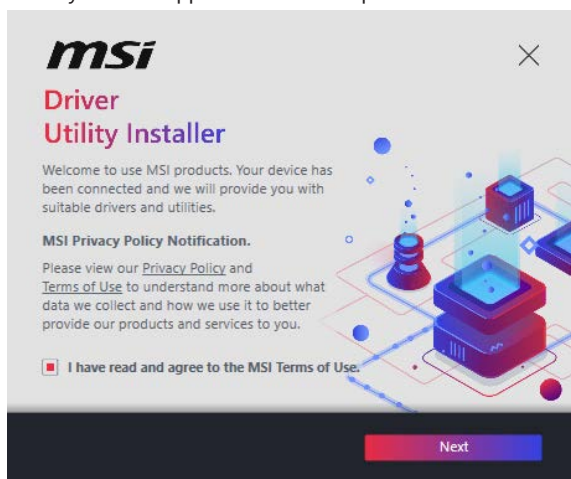 msi
Driver
Utility Installer
Welcome to use MSI products. Your device has
been connected and we will provide you with
suitable drivers and utilities.
MSI Privacy Policy Notification.
Please view our Privacy Policy and
Terms of Use to understand more about what
data we collect and how we use it to better
provide our products and services to you.
I have read and agree to the MSI Terms of Use.
Next